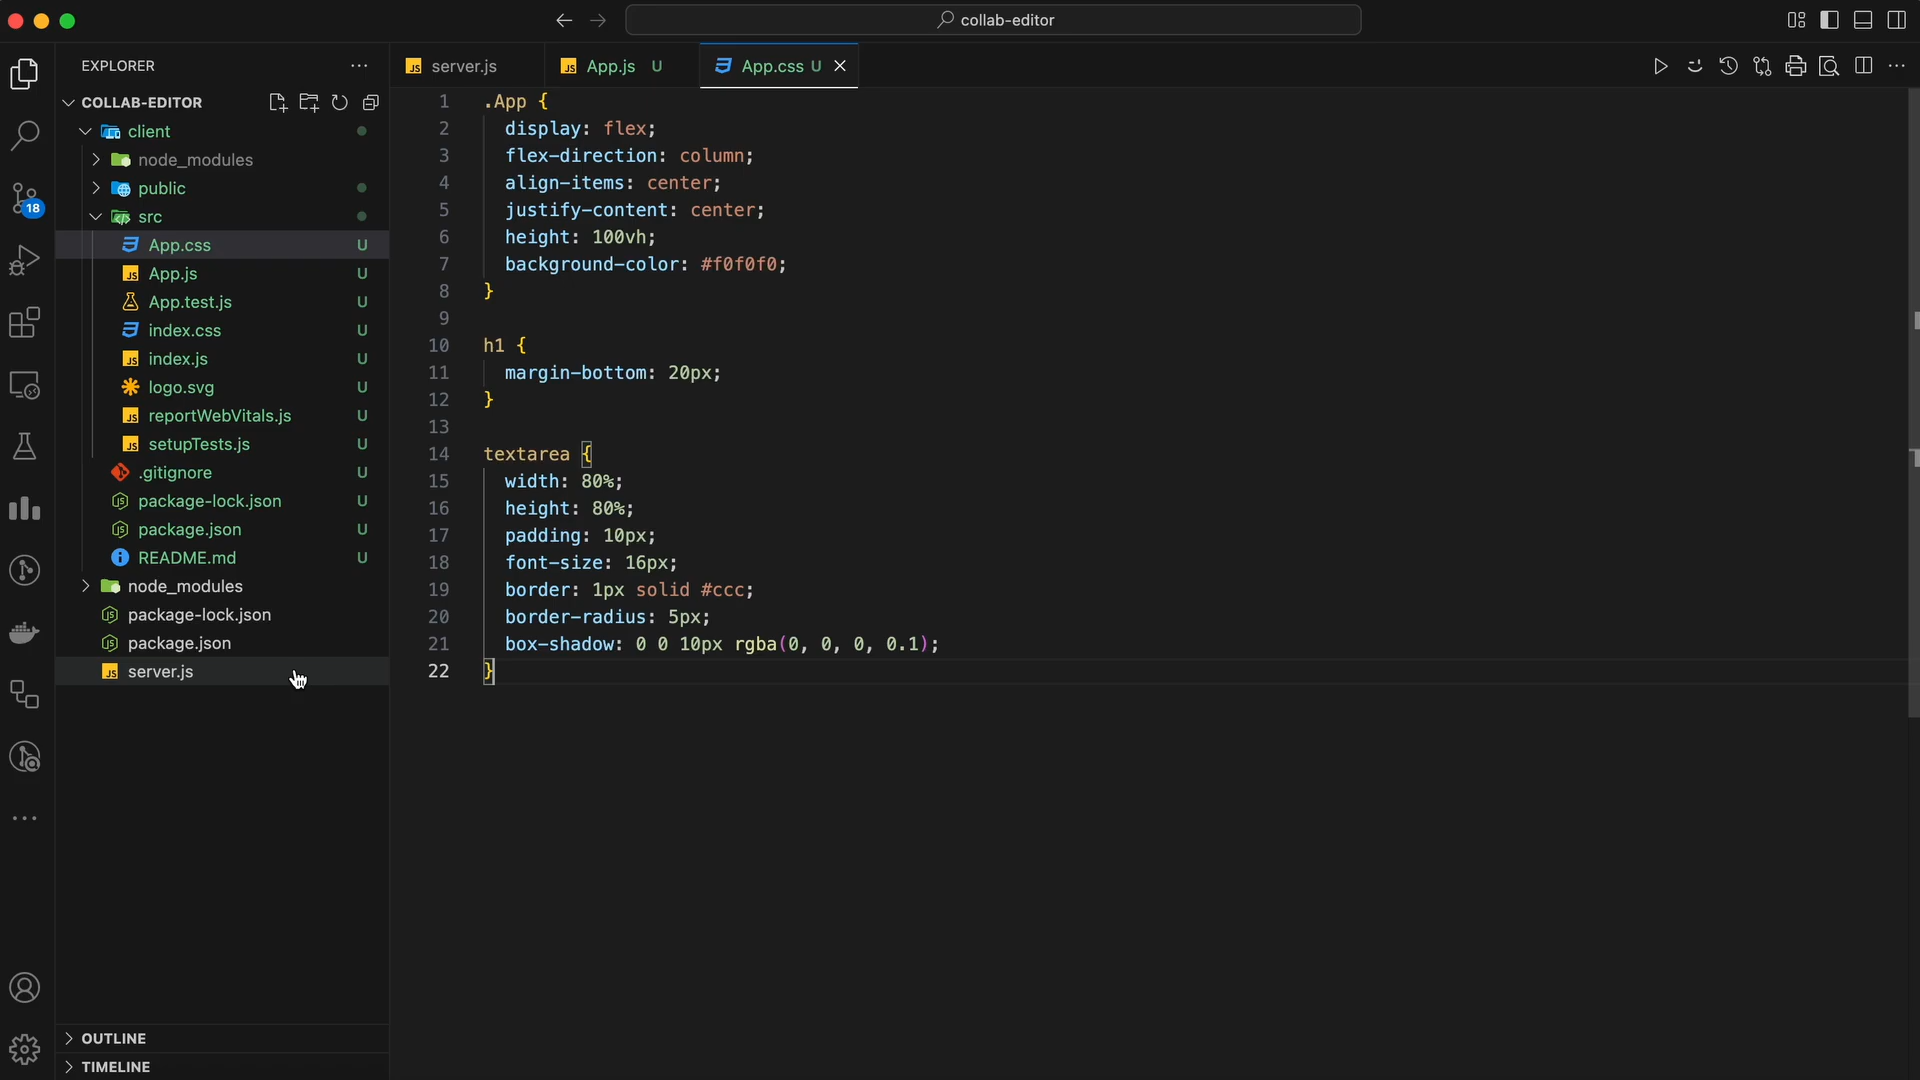 collab-editor
EXPLORER
COLLAB-EDITOR
client
node_modules
public
src
App.css U
App.js U
App.test.js U
index.css U
index.js U
logo.svg U
reportWebVitals.js U
setupTests.js U
.gitignore U
package-lock.json U
package.json U
README.md U
node_modules
package-lock.json
package.json
server.js
OUTLINE
TIMELINE
18
server.js
App.js U
App.css U
1 .App {
2 display: flex;
3 flex-direction: column;
4 align-items: center;
5 justify-content: center;
6 height: 100vh;
7 background-color: #f0f0f0;
8 }
9
10 h1 {
11 margin-bottom: 20px;
12 }
13
14 textarea {
15 width: 80%;
16 height: 80%;
17 padding: 10px;
18 font-size: 16px;
19 border: 1px solid #ccc;
20 border-radius: 5px;
21 box-shadow: 0 0 10px rgba(0, 0, 0, 0.1);
22 }